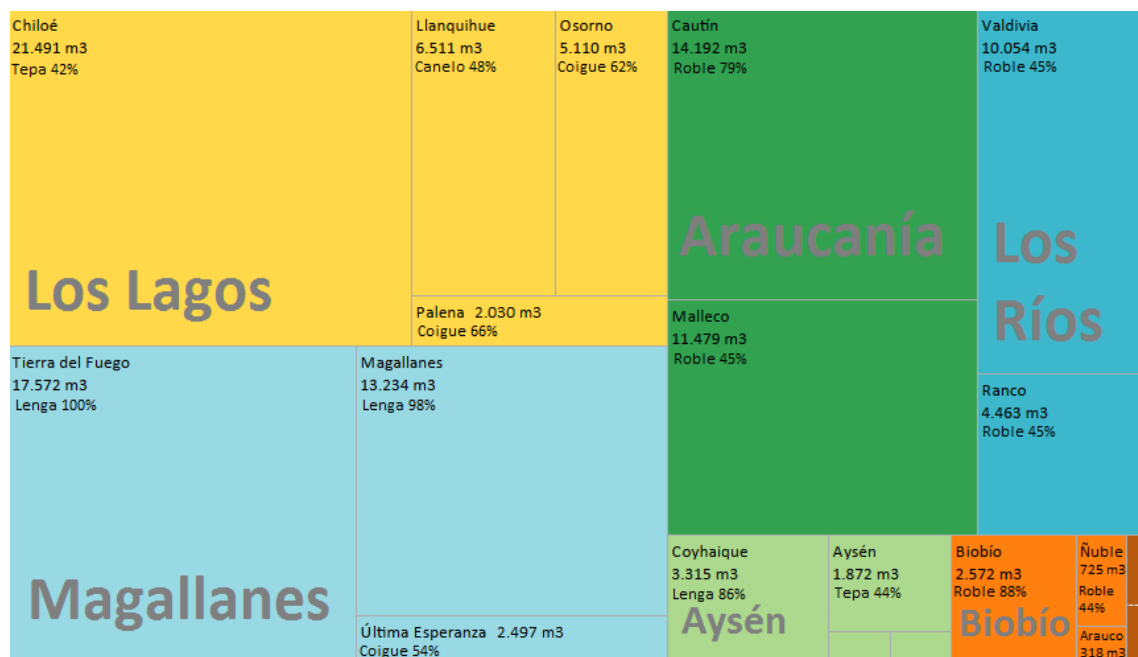 Chiloé
21.491 m3
Tepa 42%
Llanquihue
6.511 m3
Canelo 48%
Osorno
5.110 m3
Coigue 62%
Los Lagos
Palena 2.030 m3
Coigue 66%
Cautín
14.192 m3
Roble 79%
Araucanía
Malleco
11.479 m3
Roble 45%
Valdivia
10.054 m3
Roble 45%
Los
Ríos
Ranco
4.463 m3
Roble 45%
Tierra del Fuego
17.572 m3
Lenga 100%
Magallanes
13.234 m3
Lenga 98%
Magallanes
Última Esperanza 2.497 m3
Coigue 54%
Coyhaique
3.315 m3
Lenga 86%
Aysén
1.872 m3
Tepa 44%
Aysén
Biobío
2.572 m3
Roble 88%
Biobío
Ñuble
725 m3
Roble
44%
Arauco
318 m3